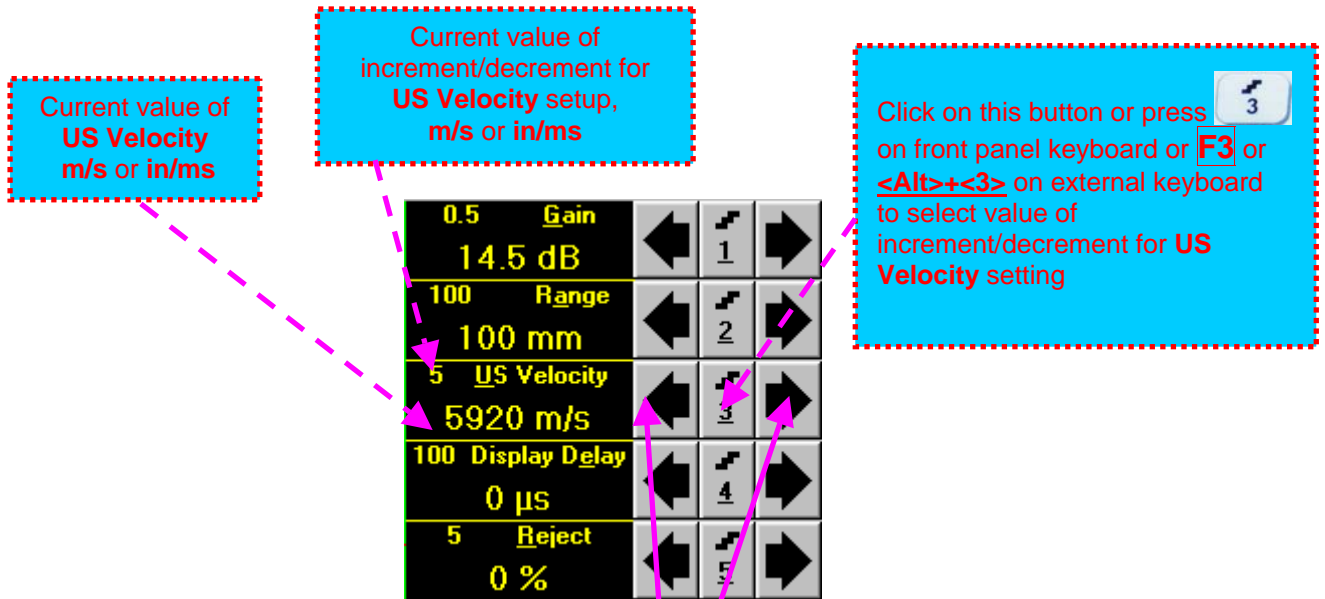 Current value of
US Velocity
m/s or in/ms
Current value of
increment/decrement for
US Velocity setup,
m/s or in/ms
Click on this button or press 3
on front panel keyboard or F3 or
<Alt>+<3> on external keyboard
to select value of
increment/decrement for US
Velocity setting
0.5 Gain
14.5 dB
1
100 Range
100 mm
2
5 US Velocity
5920 m/s
3
100 Display Delay
0 µs
4
5 Reject
0 %
5